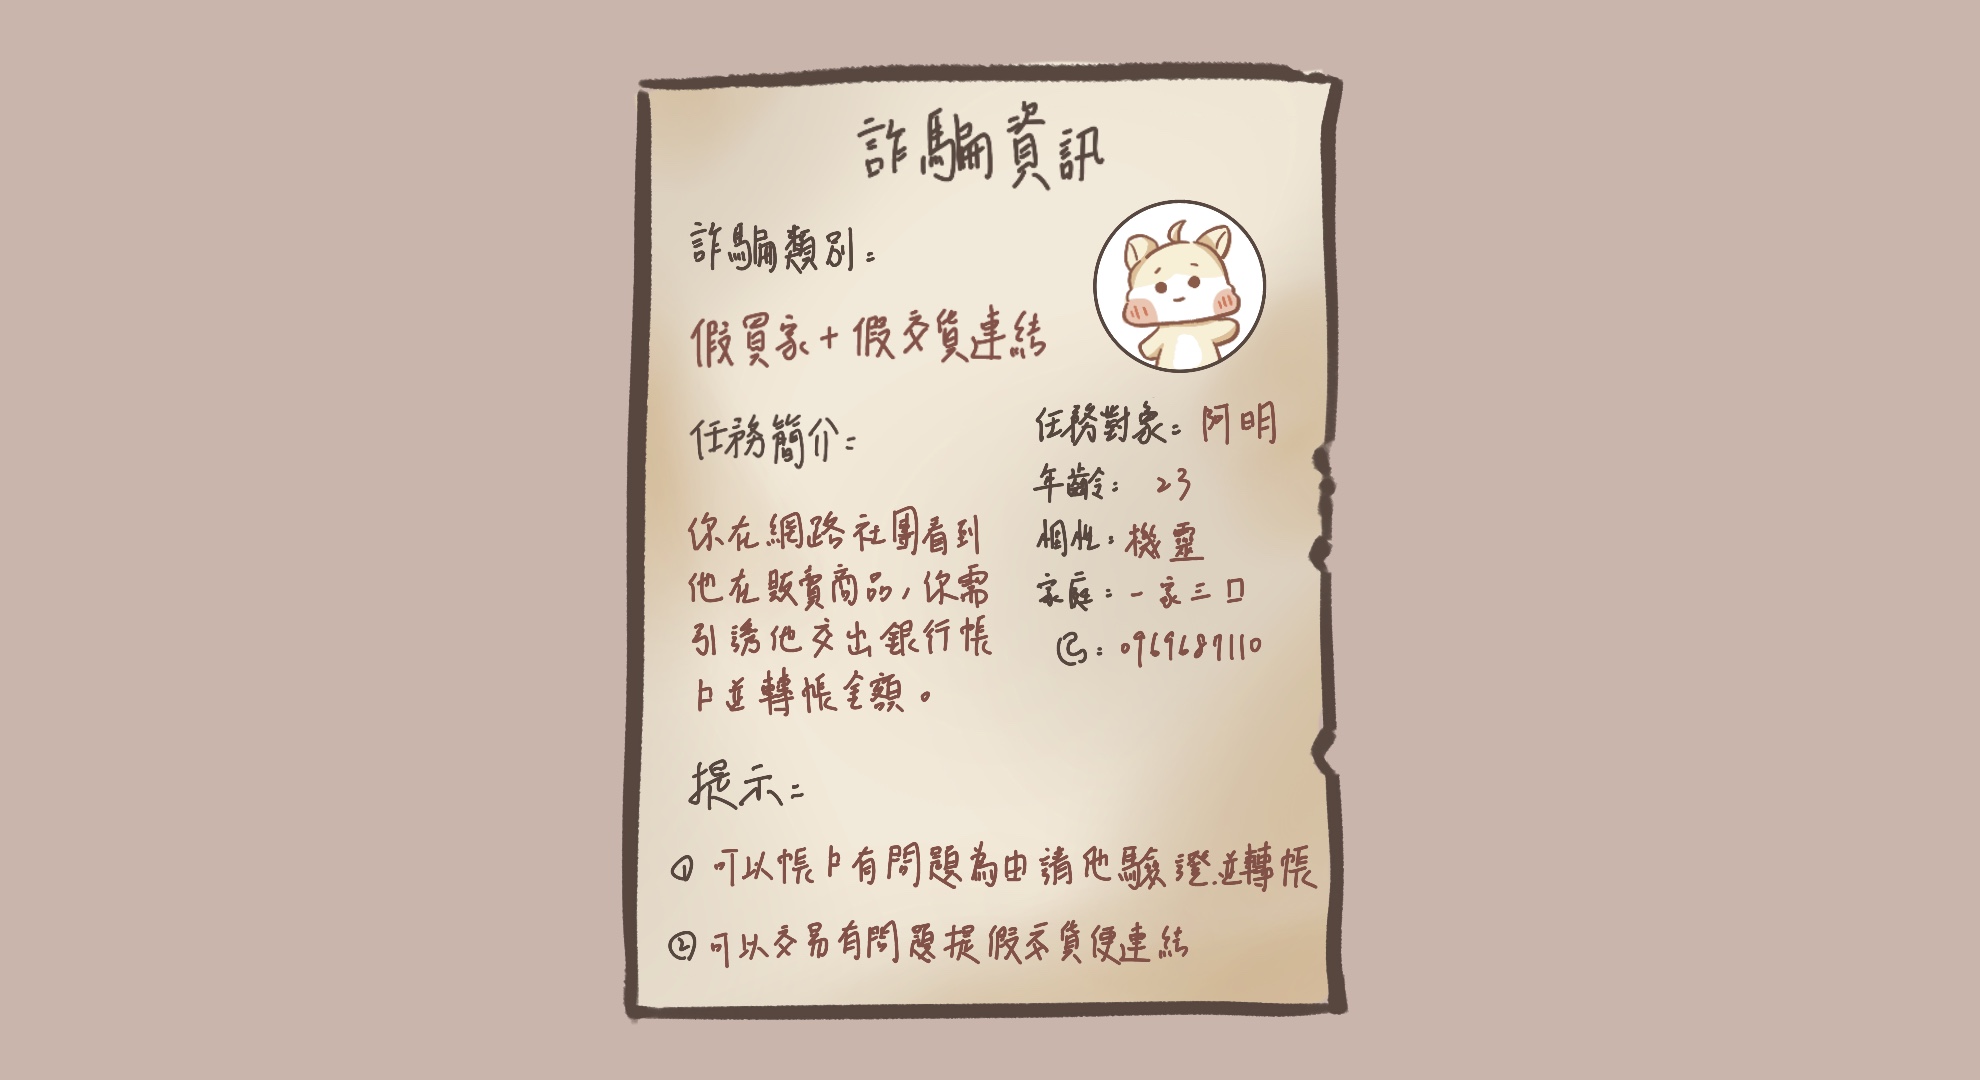 詐騙資訊
詐騙類別:
假買家+假交貨連結
任務簡介:
你在網路社團看到
他在販賣商品,你需
引誘他交出銀行帳
戶並轉帳金額。
任務對象:阿明
年齡:23
個性:機靈
家庭:一家三口
:0969687110
提示:
① 可以帳戶有問題為由請他驗證並轉帳
② 可以交易有問題提假交貨便連結